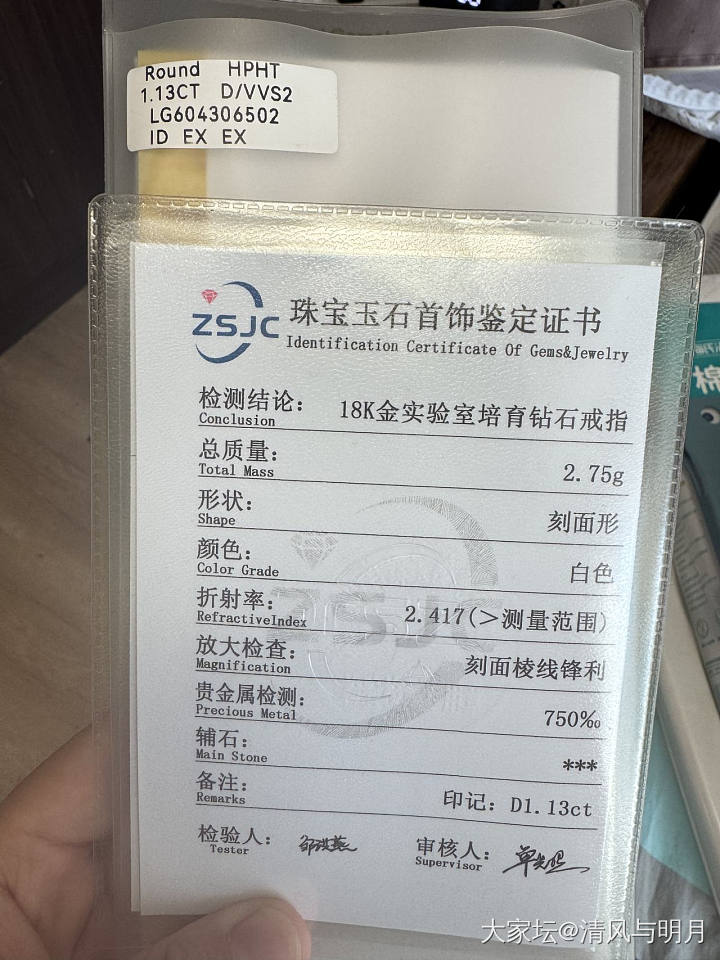 Round HPHT
1.13CT D/VVS2
LG604306502
ID EX EX
ZSJC
珠宝玉石首饰鉴定证书
Identification Certificate Of Gems&Jewelry
检测结论： 18K金实验室培育钻石戒指
Conclusion
总质量： 2.75g
Total Mass
形状： 刻面形
Shape
颜色： 白色
Color Grade
折射率： 2.417(＞测量范围)
RefractiveIndex
放大检查： 刻面棱线锋利
Magnification
贵金属检测： 750‰
Precious Metal
辅石： ***
Main Stone
备注： 印记：D1.13ct
Remarks
检验人： 审核人：
Tester Supervisor
ZSJC
棉
大家坛@清风与明月